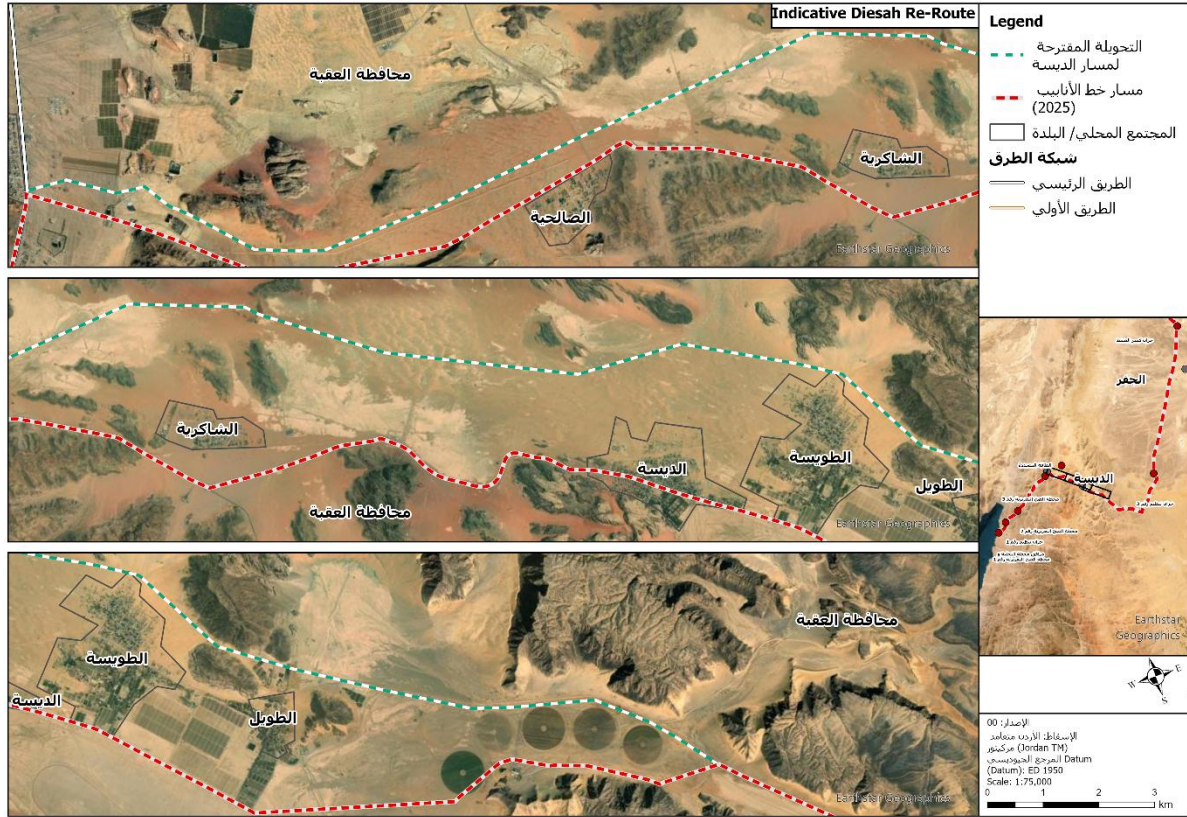 Indicative Diesah Re-Route
محافظة العقبة
الشاكرية
الصالحية
Earthstar Geographics
الشاكرية
الديسة
الطويسة
الطويل
محافظة العقبة
Earthstar Geographics
محافظة العقبة
الطويسة
الديسة
الطويل
Earthstar Geographics
Legend
التحويلة المقترحة
لمسار الديسة
مسار خط الأنابيب
(2025)
المجتمع المحلي/ البلدة
شبكة الطرق
الطريق الرئيسي
الطريق الأولي
الجفر
الديسة
Earthstar
Geographics
N
E
W
S
الإصدار: 00
الإسقاط: الأردن متعامد
مركيتور (Jordan TM)
المرجع الجيوديسي Datum
(Datum): ED 1950
Scale: 1:75,000
0 1 2 3
km